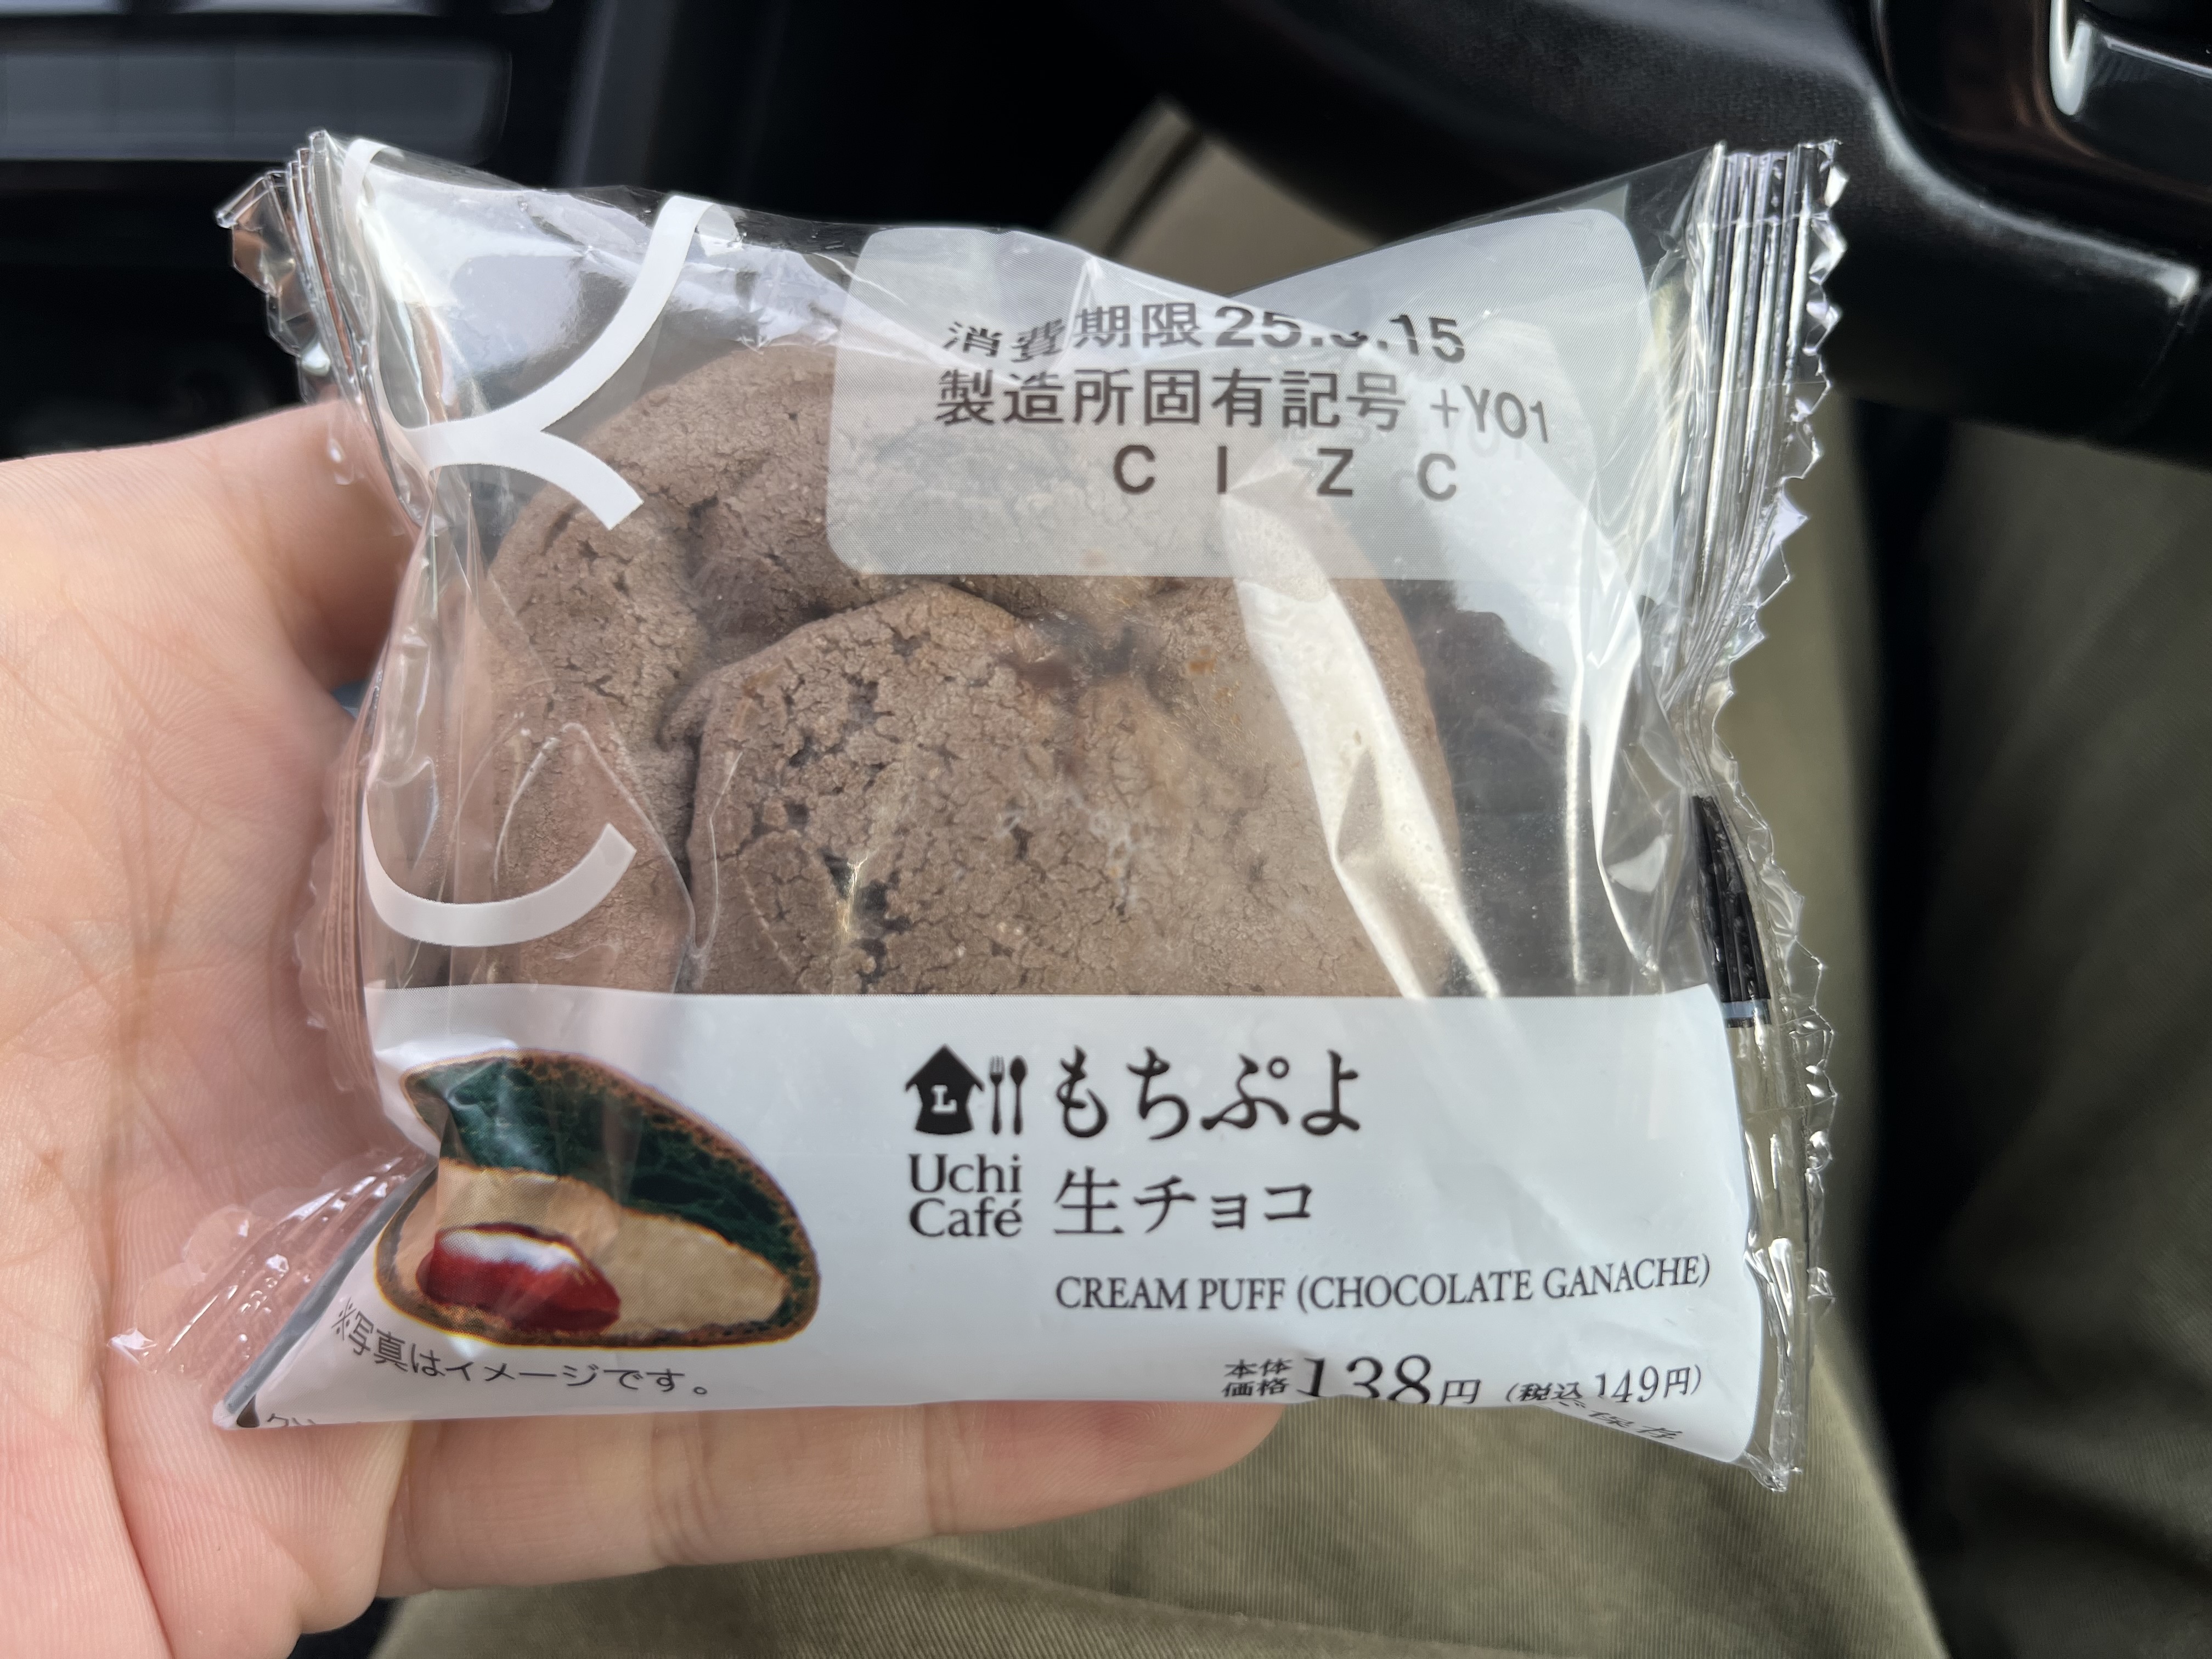 消費期限
製造所固有記号 +Y01
C I Z C
L
もちぷよ
Uchi
Café
生チョコ
CREAM PUFF (CHOCOLATE GANACHE)
※写真はイメージです。
本体価格138円 (税込149円)
保存